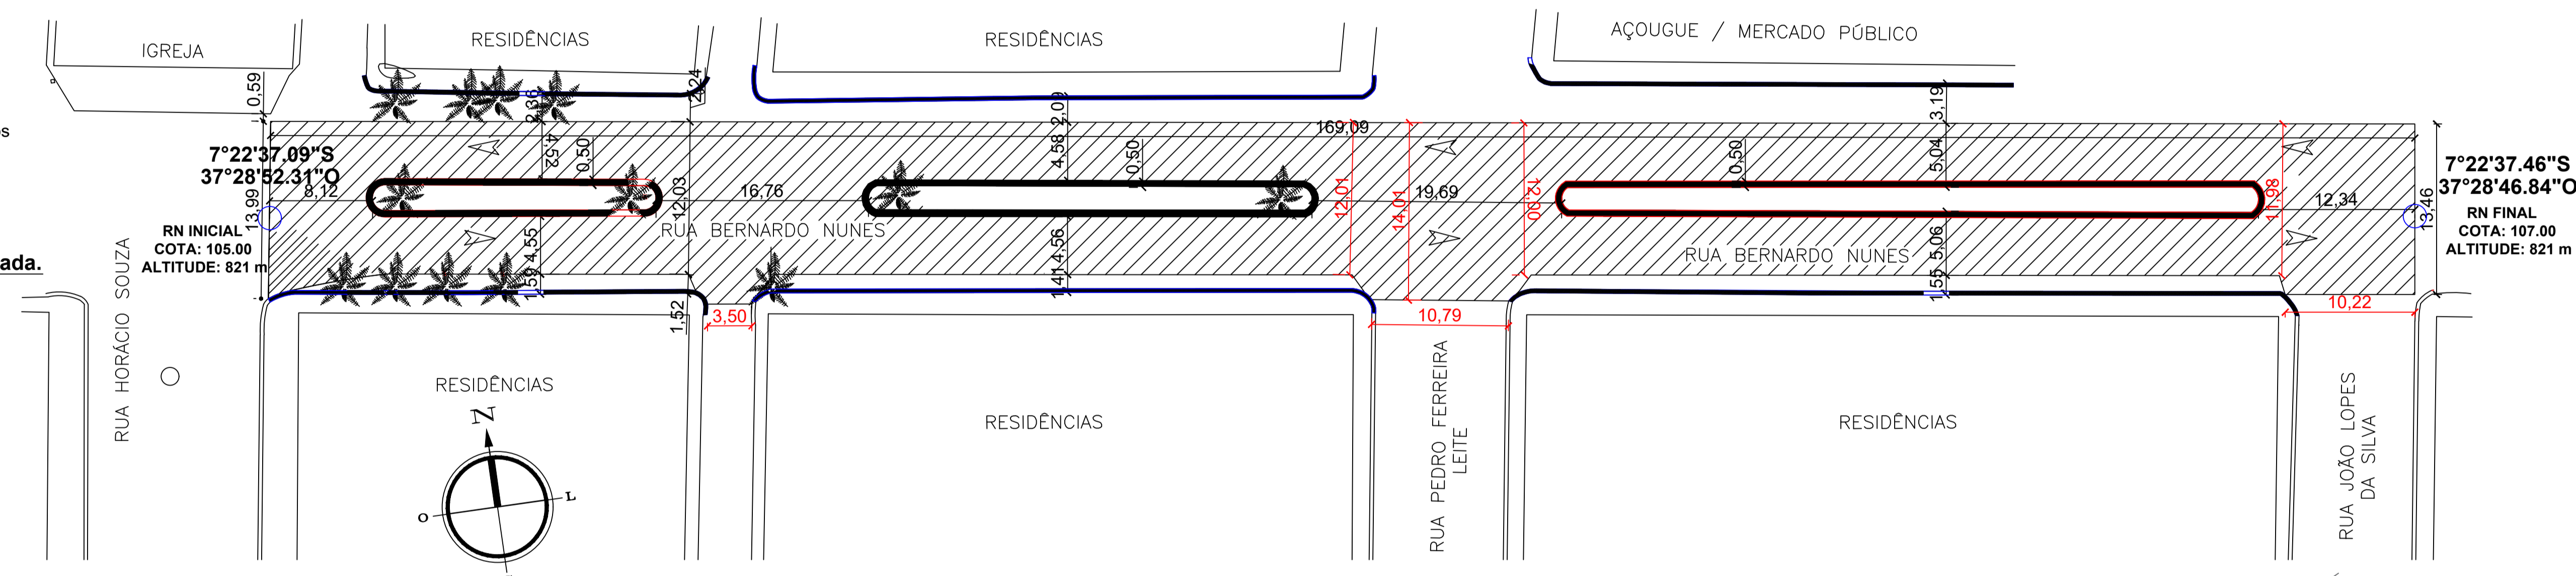 IGREJA
RESIDÊNCIAS
RESIDÊNCIAS
AÇOUGUE / MERCADO PÚBLICO
0,59
2,36
2,24
2,09
3,19
os
169,09
7°22'37.09"S
37°28'52.31"O
8,12
4,52
0,50
4,58
0,50
0,50
5,04
7°22'37.46"S
37°28'46.84"O
13,99
12,03
16,76
12,01
14,01
19,69
12,00
11,98
12,34
13,46
RN INICIAL
COTA: 105.00
ALTITUDE: 821 m
RN FINAL
COTA: 107.00
ALTITUDE: 821 m
RUA BERNARDO NUNES
RUA BERNARDO NUNES
ada.
4,55
1,59
4,56
1,41
5,06
1,55
1,52
3,50
10,79
10,22
RUA HORÁCIO SOUZA
RESIDÊNCIAS
RESIDÊNCIAS
RESIDÊNCIAS
RUA PEDRO FERREIRA
LEITE
RUA JOÃO LOPES
DA SILVA
N
O
L